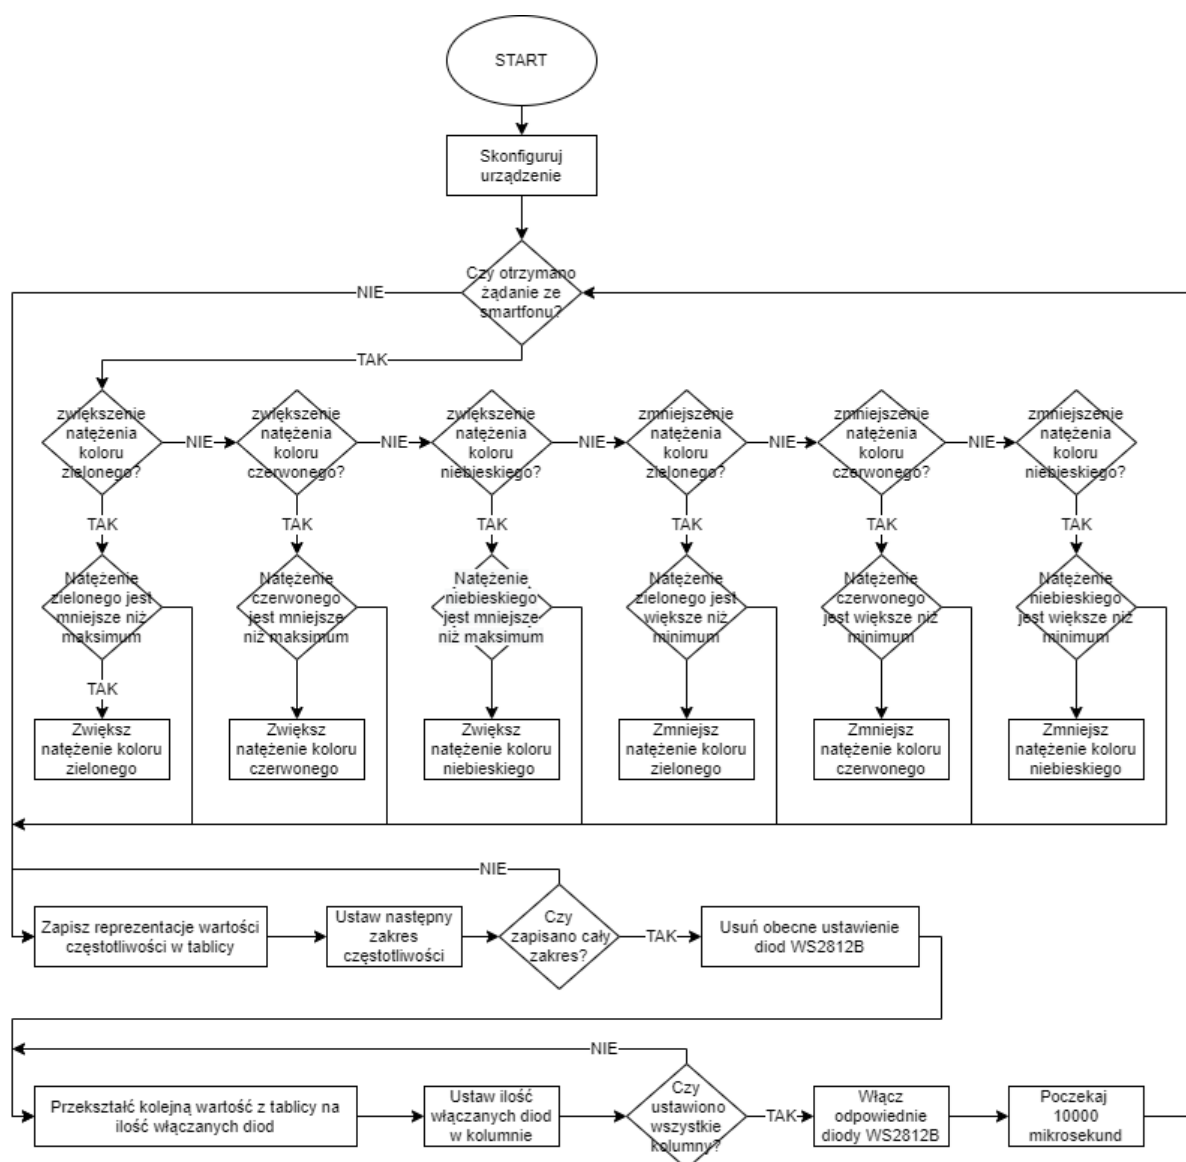 START
Skonfiguruj
urządzenie
Czy otrzymano
żądanie ze
smartfonu?
NIE
TAK
zwiększenie
natężenia
koloru
zielonego?
NIE
zwiększenie
natężenia
koloru
czerwonego?
NIE
zwiększenie
natężenia
koloru
niebieskiego?
NIE
zmniejszenie
natężenia
koloru
zielonego?
NIE
zmniejszenie
natężenia
koloru
czerwonego?
NIE
zmniejszenie
natężenia
koloru
niebieskiego?
TAK
TAK
TAK
TAK
TAK
TAK
Natężenie
zielonego jest
mniejsze niż
maksimum
Natężenie
czerwonego
jest mniejsze
niż maksimum
Natężenie
niebieskiego
jest mniejsze
niż maksimum
Natężenie
zielonego jest
większe niż
minimum
Natężenie
czerwonego
jest większe niż
minimum
Natężenie
niebieskiego
jest większe niż
minimum
TAK
Zwiększ
natężenie koloru
zielonego
Zwiększ
natężenie koloru
czerwonego
Zwiększ
natężenie koloru
niebieskiego
Zmniejsz
natężenie koloru
zielonego
Zmniejsz
natężenie koloru
czerwonego
Zmniejsz
natężenie koloru
niebieskiego
NIE
Zapisz reprezentacje wartości
częstotliwości w tablicy
Ustaw następny
zakres
częstotliwości
Czy
zapisano cały
zakres?
TAK
Usuń obecne ustawienie
diod WS2812B
NIE
Przekształć kolejną wartość z tablicy na
ilość włączanych diod
Ustaw ilość
włączanych diod
w kolumnie
Czy
ustawiono
wszystkie
kolumny?
TAK
Włącz
odpowiednie
diody WS2812B
Poczekaj
10000
mikrosekund